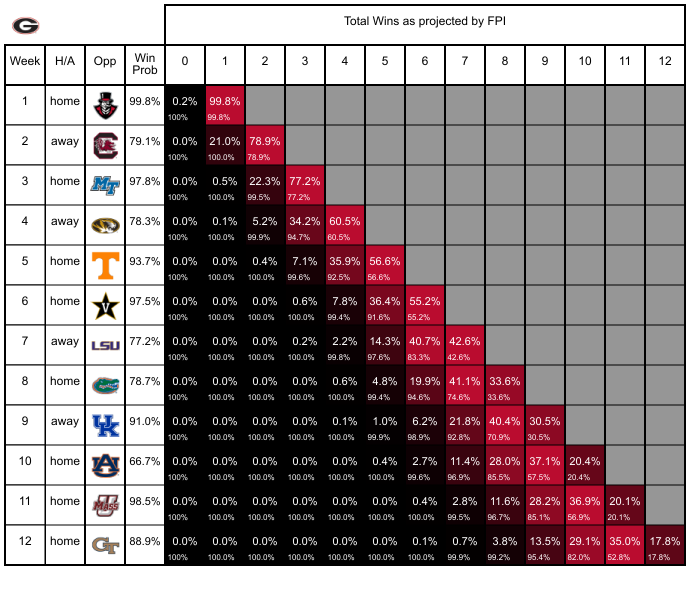 G
Total Wins as projected by FPI
Week H/A Opp Win Prob 0 1 2 3 4 5 6 7 8 9 10 11 12
1 home 99.8% 0.2% 99.8%
100% 99.8%
2 away 79.1% 0.0% 21.0% 78.9%
100% 100.0% 78.9%
3 home MT 97.8% 0.0% 0.5% 22.3% 77.2%
100% 100.0% 99.5% 77.2%
4 away 78.3% 0.0% 0.1% 5.2% 34.2% 60.5%
100% 100.0% 99.9% 94.7% 60.5%
5 home T 93.7% 0.0% 0.0% 0.4% 7.1% 35.9% 56.6%
100% 100.0% 100.0% 99.6% 92.5% 56.6%
6 home V 97.5% 0.0% 0.0% 0.0% 0.6% 7.8% 36.4% 55.2%
100% 100.0% 100.0% 100.0% 99.4% 91.6% 55.2%
7 away LSU 77.2% 0.0% 0.0% 0.0% 0.2% 2.2% 14.3% 40.7% 42.6%
100% 100.0% 100.0% 100.0% 99.8% 97.6% 83.3% 42.6%
8 home Gators 78.7% 0.0% 0.0% 0.0% 0.0% 0.6% 4.8% 19.9% 41.1% 33.6%
100% 100.0% 100.0% 100.0% 100.0% 99.4% 94.6% 74.6% 33.6%
9 away UK 91.0% 0.0% 0.0% 0.0% 0.0% 0.1% 1.0% 6.2% 21.8% 40.4% 30.5%
100% 100.0% 100.0% 100.0% 100.0% 99.9% 98.9% 92.8% 70.9% 30.5%
10 home AU 66.7% 0.0% 0.0% 0.0% 0.0% 0.0% 0.4% 2.7% 11.4% 28.0% 37.1% 20.4%
100% 100.0% 100.0% 100.0% 100.0% 100.0% 99.6% 96.9% 85.5% 57.5% 20.4%
11 home UMass 98.5% 0.0% 0.0% 0.0% 0.0% 0.0% 0.0% 0.4% 2.8% 11.6% 28.2% 36.9% 20.1%
100% 100.0% 100.0% 100.0% 100.0% 100.0% 100.0% 99.5% 96.7% 85.1% 56.9% 20.1%
12 home GT 88.9% 0.0% 0.0% 0.0% 0.0% 0.0% 0.0% 0.1% 0.7% 3.8% 13.5% 29.1% 35.0% 17.8%
100% 100.0% 100.0% 100.0% 100.0% 100.0% 100.0% 99.9% 99.2% 95.4% 82.0% 52.8% 17.8%